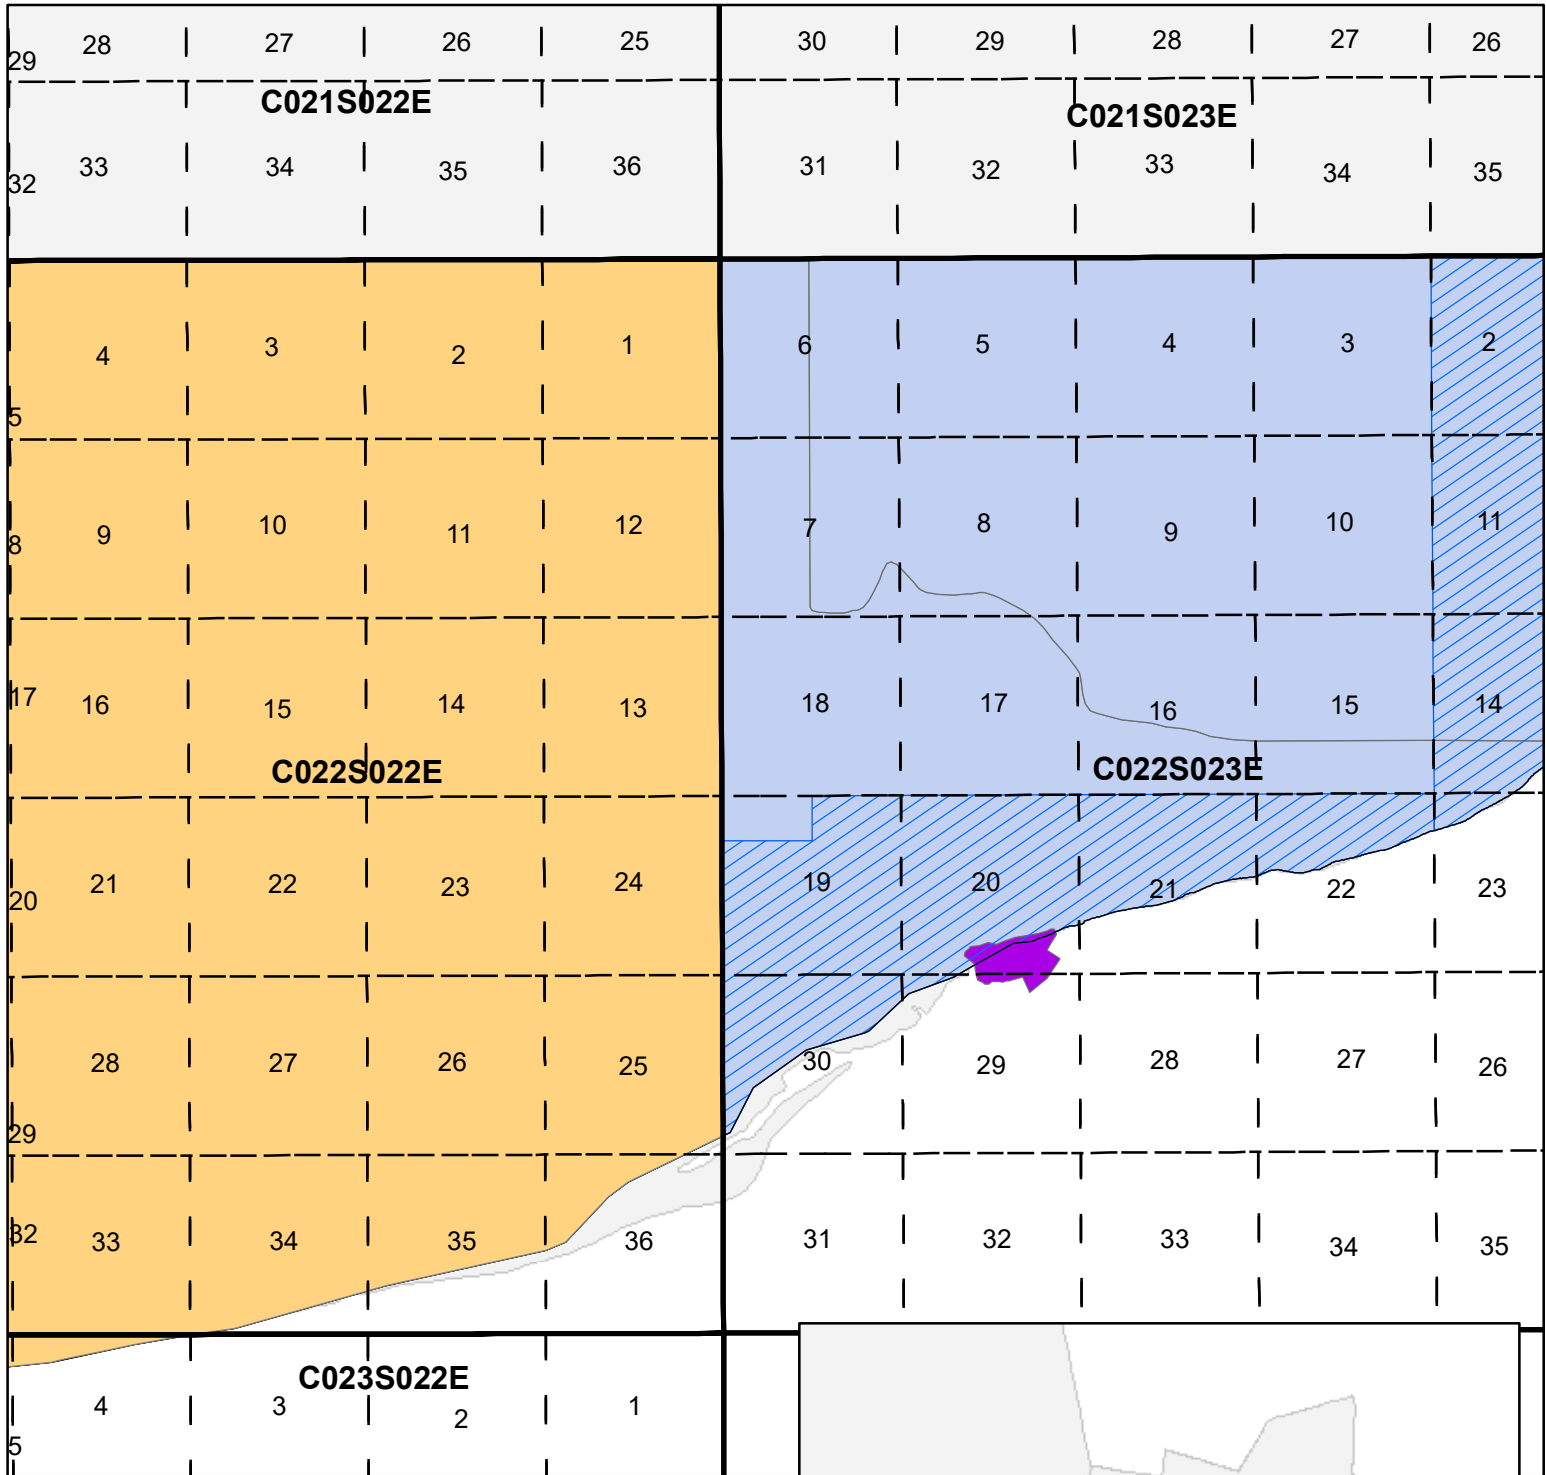 28 27 26 25 30 29 28 27 26
29
C021S022E C021S023E
33 34 35 36 31 32 33 34 35
32
4 3 2 1 6 5 4 3 2
5
9 10 11 12 7 8 9 10 11
8
17 16 15 14 13 18 17 16 15 14
C022S022E C022S023E
21 22 23 24 19 20 21 22 23
20
28 27 26 25 30 29 28 27 26
29
32 33 34 35 36 31 32 33 34 35
C023S022E
4 3 2 1
5